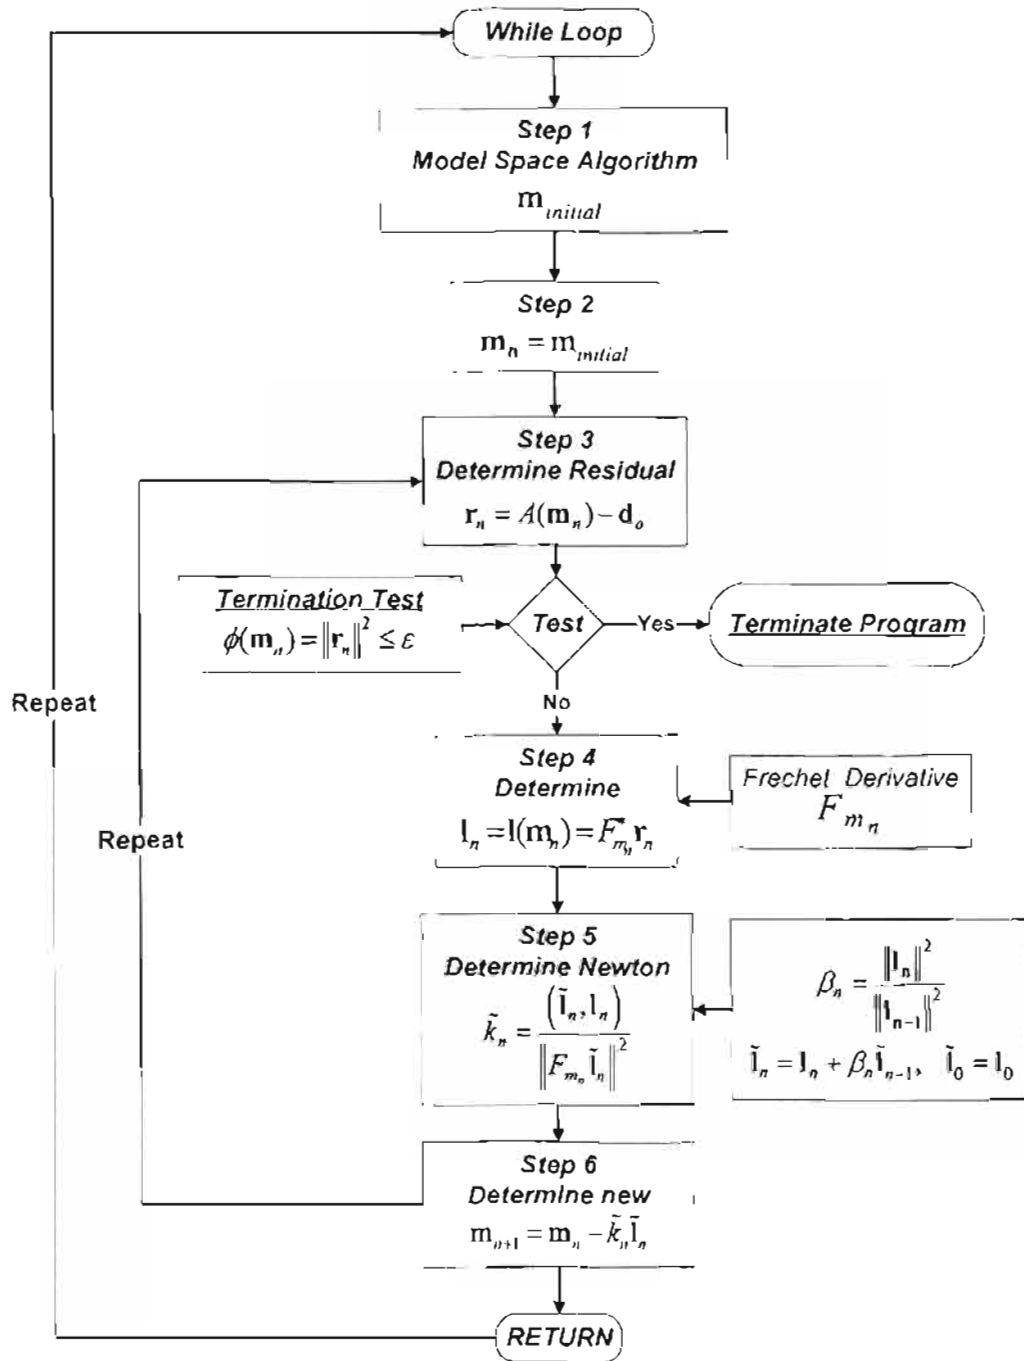 While Loop
Step 1
Model Space Algorithm
m_initial
Step 2
m_n = m_initial
Step 3
Determine Residual
r_n = A(m_n) − d_o
Termination Test
ϕ(m_n) = ‖r_n‖² ≤ ε
Test
Yes
Terminate Program
No
Repeat
Step 4
Determine
l_n = l(m_n) = F*_{m_n} r_n
Frechel Derivative
F_{m_n}
Repeat
Step 5
Determine Newton
k̃_n = (l̃_n, l_n) / ‖F_{m_n} l̃_n‖²
β_n = ‖l_n‖² / ‖l_{n−1}‖²
l̃_n = l_n + β_n l̃_{n−1}, l̃_0 = l_0
Step 6
Determine new
m_{n+1} = m_n − k̃_n l̃_n
RETURN